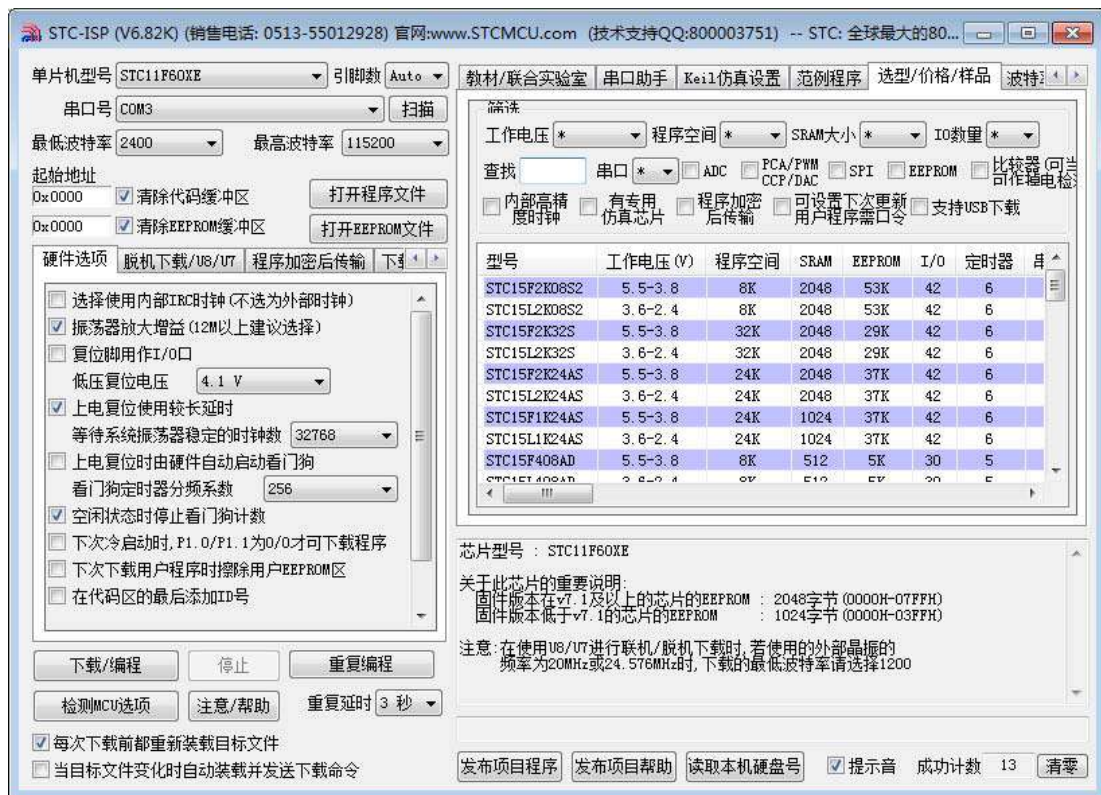 STC-ISP (V6.82K) (销售电话: 0513-55012928) 官网:www.STCMCU.com (技术支持QQ:800003751) -- STC: 全球最大的80...
单片机型号 STC11F60XE 引脚数 Auto
串口号 COM3 扫描
最低波特率 2400 最高波特率 115200
起始地址
0x0000 清除代码缓冲区 打开程序文件
0x0000 清除EEPROM缓冲区 打开EEPROM文件
硬件选项 脱机下载/U8/U7 程序加密后传输
选择使用内部IRC时钟(不选为外部时钟)
振荡器放大增益(12M以上建议选择)
复位脚用作I/O口
低压复位电压 4.1 V
上电复位使用较长延时
等待系统振荡器稳定的时钟数 32768
上电复位时由硬件自动启动看门狗
看门狗定时器分频系数 256
空闲状态时停止看门狗计数
下次冷启动时,P1.0/P1.1为0/0才可下载程序
下次下载用户程序时擦除用户EEPROM区
在代码区的最后添加ID号
下载/编程 停止 重复编程
检测MCU选项 注意/帮助 重复延时 3 秒
每次下载前都重新装载目标文件
当目标文件变化时自动装载并发送下载命令
教材/联合实验室 串口助手 Keil仿真设置 范例程序 选型/价格/样品 波特
筛选
工作电压 * 程序空间 * SRAM大小 * IO数量 *
查找 串口 * ADC PCA/PWM CCP/DAC SPI EEPROM 比较器(可当
内部高精度时钟 有专用仿真芯片 程序加密后传输 可设置下次更新用户程序需口令 支持USB下载
型号 工作电压(V) 程序空间 SRAM EEPROM I/O 定时器
STC15F2K08S2 5.5-3.8 8K 2048 53K 42 6
STC15L2K08S2 3.6-2.4 8K 2048 53K 42 6
STC15F2K32S 5.5-3.8 32K 2048 29K 42 6
STC15L2K32S 3.6-2.4 32K 2048 29K 42 6
STC15F2K24AS 5.5-3.8 24K 2048 37K 42 6
STC15L2K24AS 3.6-2.4 24K 2048 37K 42 6
STC15F1K24AS 5.5-3.8 24K 1024 37K 42 6
STC15L1K24AS 3.6-2.4 24K 1024 37K 42 6
STC15F408AD 5.5-3.8 8K 512 5K 30 5
芯片型号 : STC11F60XE
关于此芯片的重要说明:
固件版本在v7.1及以上的芯片的EEPROM : 2048字节(0000H-07FFH)
固件版本低于v7.1的芯片的EEPROM : 1024字节(0000H-03FFH)
注意:在使用U8/U7进行联机/脱机下载时,若使用的外部晶振的
频率为20MHz或24.576MHz时,下载的最低波特率请选择1200
发布项目程序 发布项目帮助 读取本机硬盘号 提示音 成功计数 13 清零